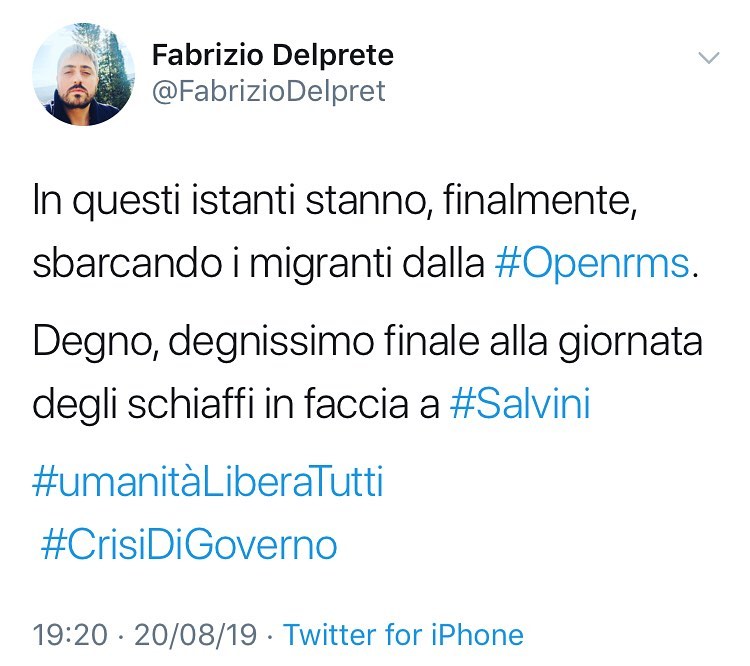 Fabrizio Delprete
@FabrizioDelpret
In questi istanti stanno, finalmente,
sbarcando i migranti dalla #Openrms.
Degno, degnissimo finale alla giornata
degli schiaffi in faccia a #Salvini
#umanitàLiberaTutti
#CrisiDiGoverno
19:20 · 20/08/19 · Twitter for iPhone